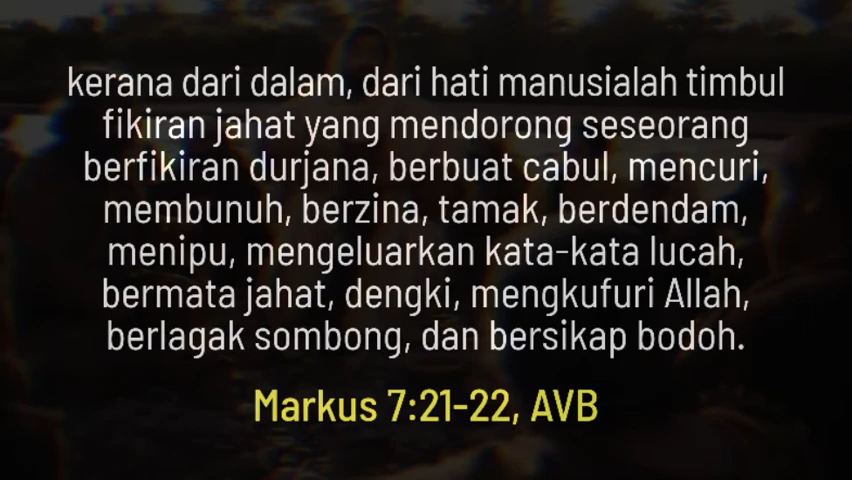 kerana dari dalam, dari hati manusialah timbul
fikiran jahat yang mendorong seseorang
berfikiran durjana, berbuat cabul, mencuri,
membunuh, berzina, tamak, berdendam,
menipu, mengeluarkan kata-kata lucah,
bermata jahat, dengki, mengkufuri Allah,
berlagak sombong, dan bersikap bodoh.
Markus 7:21-22, AVB